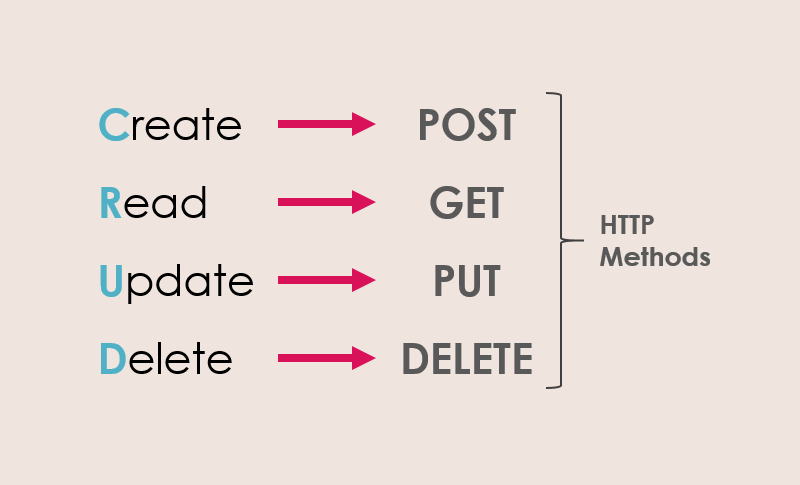 Create POST
Read GET
Update PUT
Delete DELETE
HTTP
Methods